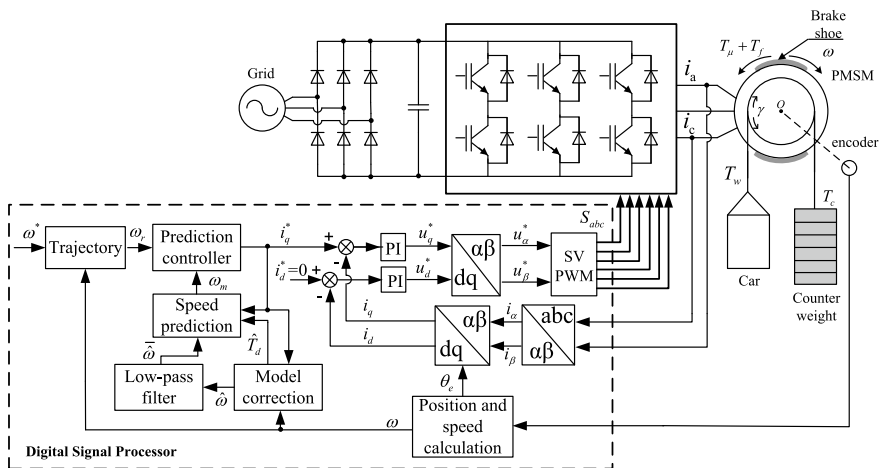 Brake
shoe
T_μ + T_f
ω
PMSM
Grid
i_a
i_c
γ
O
encoder
T_w
T_c
Car
Counter
weight
S_abc
ω*
Trajectory
ω_r
Prediction
controller
i_q*
+
-
PI
u_q*
αβ
dq
u_α*
SV
PWM
i_d*=0
+
-
PI
u_d*
u_β*
ω_m
Speed
prediction
i_q
i_d
αβ
dq
i_α
i_β
abc
αβ
ω̂̄
T̂_d
Low-pass
filter
ω̂
Model
correction
θ_e
ω
Position and
speed
calculation
Digital Signal Processor